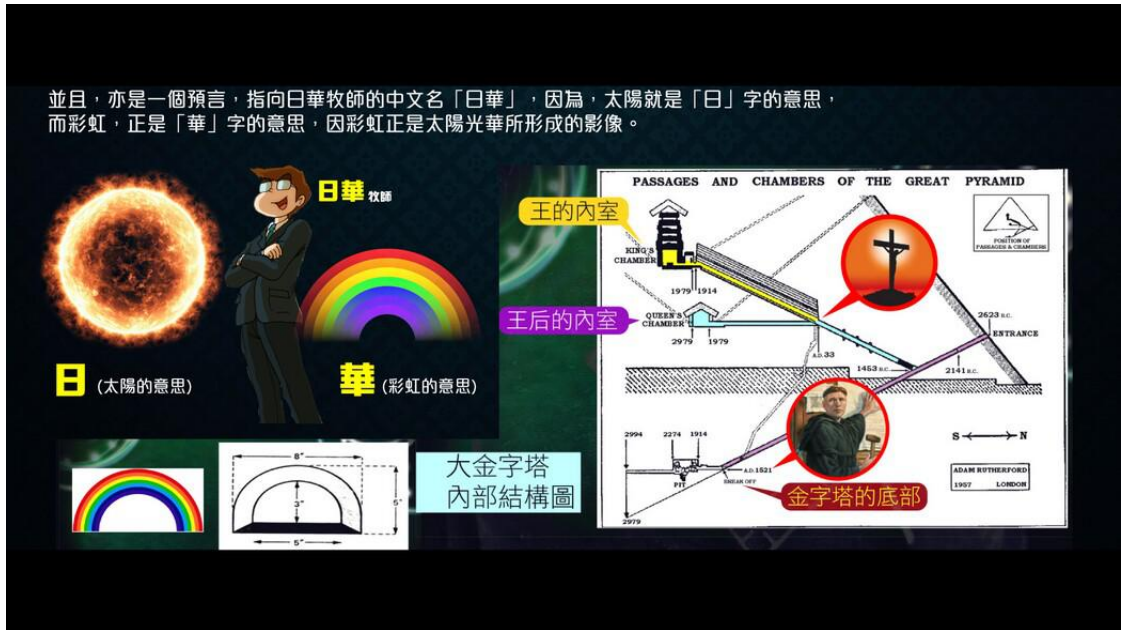 並且，亦是一個預言，指向日華牧師的中文名「日華」，因為，太陽就是「日」字的意思，
而彩虹，正是「華」字的意思，因彩虹正是太陽光華所形成的影像。
日華 牧師
日 (太陽的意思)
華 (彩虹的意思)
8"
3"
5"
5"
大金字塔
內部結構圖
PASSAGES AND CHAMBERS OF THE GREAT PYRAMID
POSITION OF
PASSAGES & CHAMBERS
王的內室
KING'S
CHAMBER
1979 1914
王后的內室
QUEEN'S
CHAMBER
2979 1979
2623 B.C.
ENTRANCE
A.D. 33
1453 B.C.
2141 B.C.
2994 2274 1914
S N
A.D. 1521
BREAK OFF
PIT
金字塔的底部
ADAM RUTHERFORD
1957 LONDON
2979